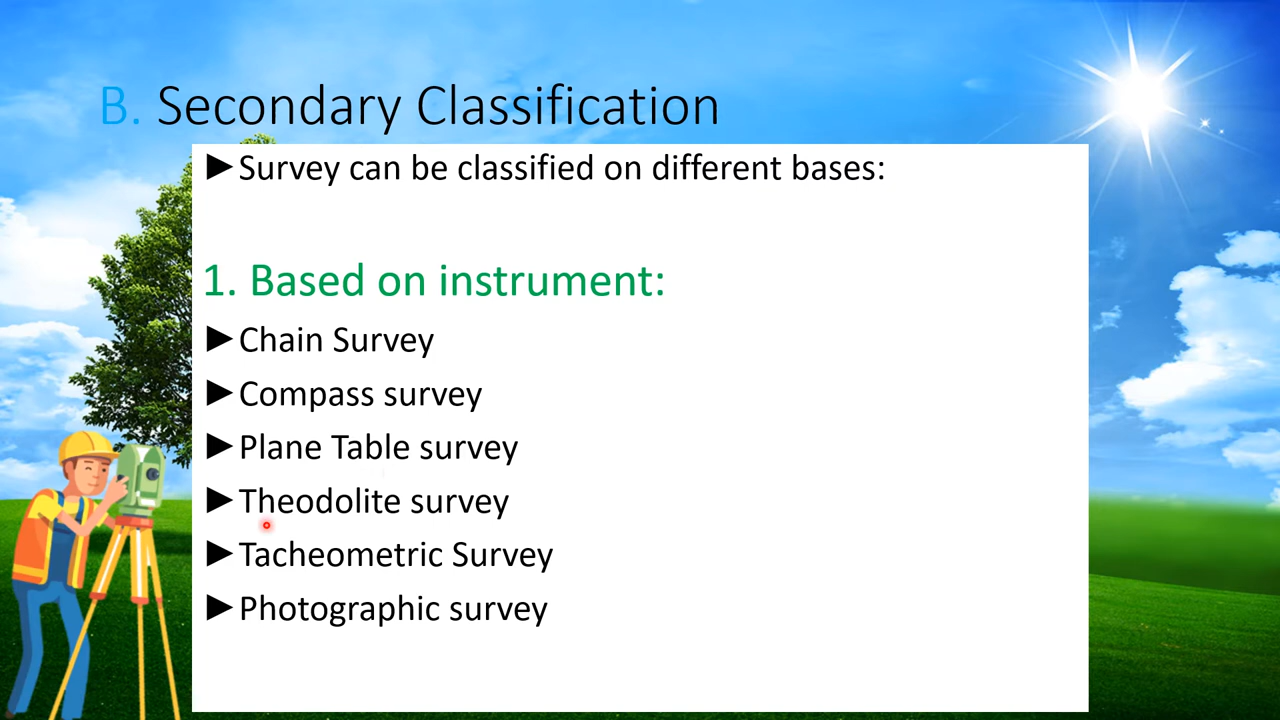 B. Secondary Classification
►Survey can be classified on different bases:
1. Based on instrument:
►Chain Survey
►Compass survey
►Plane Table survey
►Theodolite survey
►Tacheometric Survey
►Photographic survey